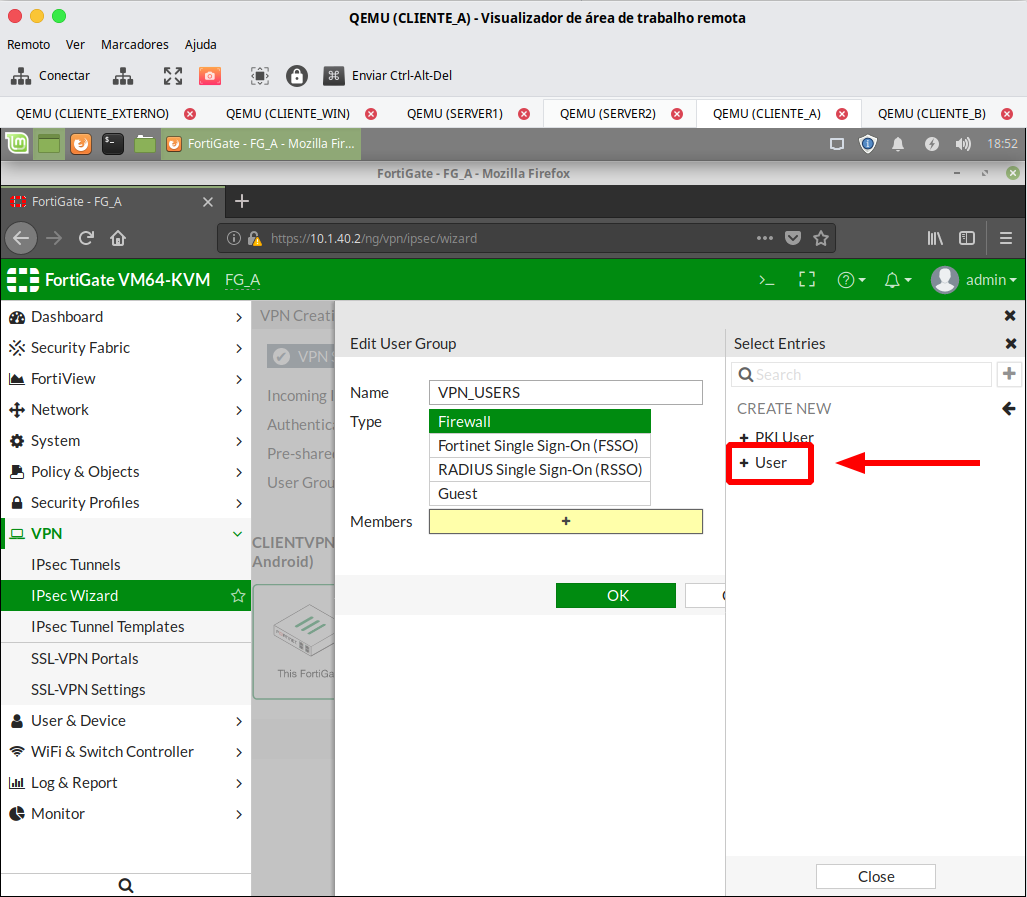 QEMU (CLIENTE_A) - Visualizador de área de trabalho remota
Remoto Ver Marcadores Ajuda
Conectar Enviar Ctrl-Alt-Del
QEMU (CLIENTE_EXTERNO) QEMU (CLIENTE_WIN) QEMU (SERVER1) QEMU (SERVER2) QEMU (CLIENTE_A) QEMU (CLIENTE_B)
FortiGate - FG_A - Mozilla Fir... 18:52
FortiGate - FG_A - Mozilla Firefox
FortiGate - FG_A
https://10.1.40.2/ng/vpn/ipsec/wizard
FortiGate VM64-KVM FG_A admin
Dashboard
Security Fabric
FortiView
Network
System
Policy & Objects
Security Profiles
VPN
IPsec Tunnels
IPsec Wizard
IPsec Tunnel Templates
SSL-VPN Portals
SSL-VPN Settings
User & Device
WiFi & Switch Controller
Log & Report
Monitor
VPN Creati
VPN S
Incoming I
Authentica
Pre-share
User Grou
CLIENTVPN
Android)
This FortiGa
Edit User Group
Name VPN_USERS
Type Firewall
Fortinet Single Sign-On (FSSO)
RADIUS Single Sign-On (RSSO)
Guest
Members +
OK
Select Entries
Search
CREATE NEW
+ PKI User
+ User
Close